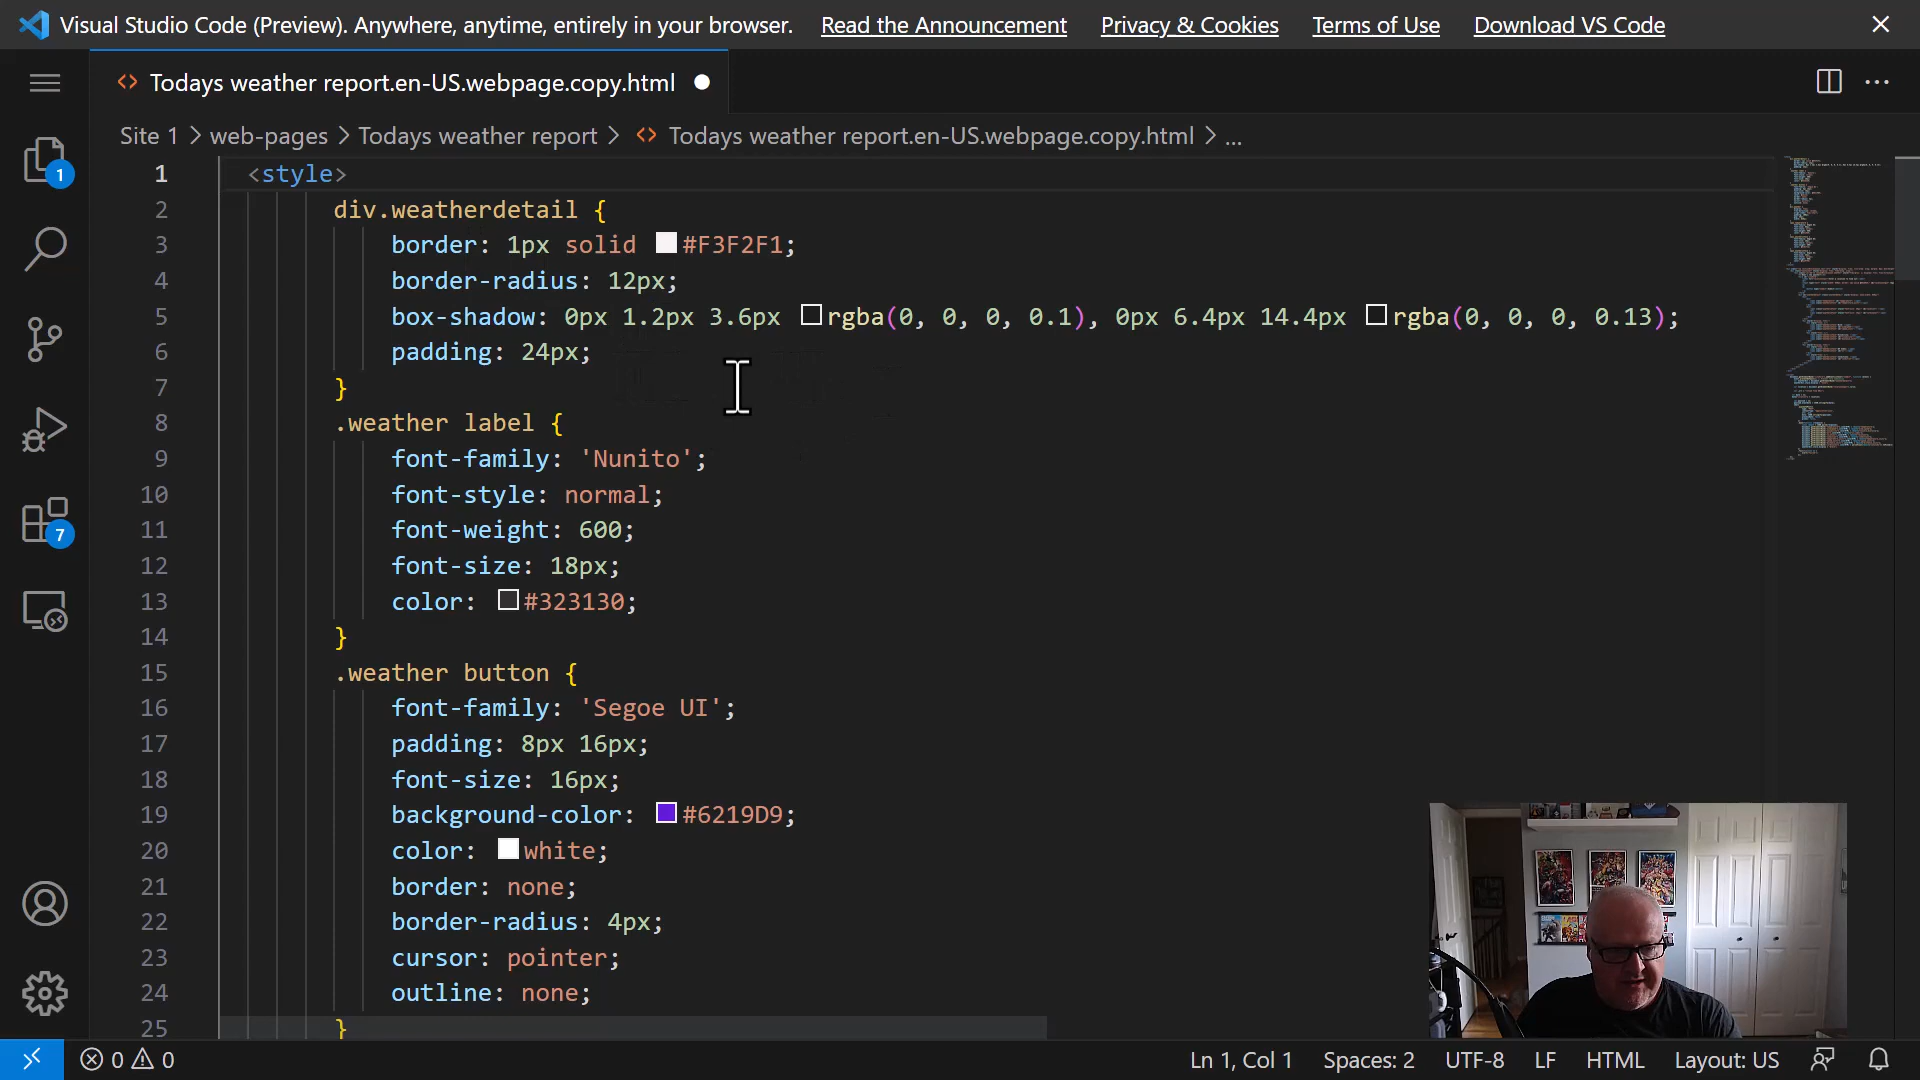 Visual Studio Code (Preview). Anywhere, anytime, entirely in your browser. Read the Announcement Privacy & Cookies Terms of Use Download VS Code
Todays weather report.en-US.webpage.copy.html
Site 1 > web-pages > Todays weather report > Todays weather report.en-US.webpage.copy.html > ...
1 <style>
2 div.weatherdetail {
3 border: 1px solid #F3F2F1;
4 border-radius: 12px;
5 box-shadow: 0px 1.2px 3.6px rgba(0, 0, 0, 0.1), 0px 6.4px 14.4px rgba(0, 0, 0, 0.13);
6 padding: 24px;
7 }
8 .weather label {
9 font-family: 'Nunito';
10 font-style: normal;
11 font-weight: 600;
12 font-size: 18px;
13 color: #323130;
14 }
15 .weather button {
16 font-family: 'Segoe UI';
17 padding: 8px 16px;
18 font-size: 16px;
19 background-color: #6219D9;
20 color: white;
21 border: none;
22 border-radius: 4px;
23 cursor: pointer;
24 outline: none;
25 }
1
7
0 0 Ln 1, Col 1 Spaces: 2 UTF-8 LF HTML Layout: US